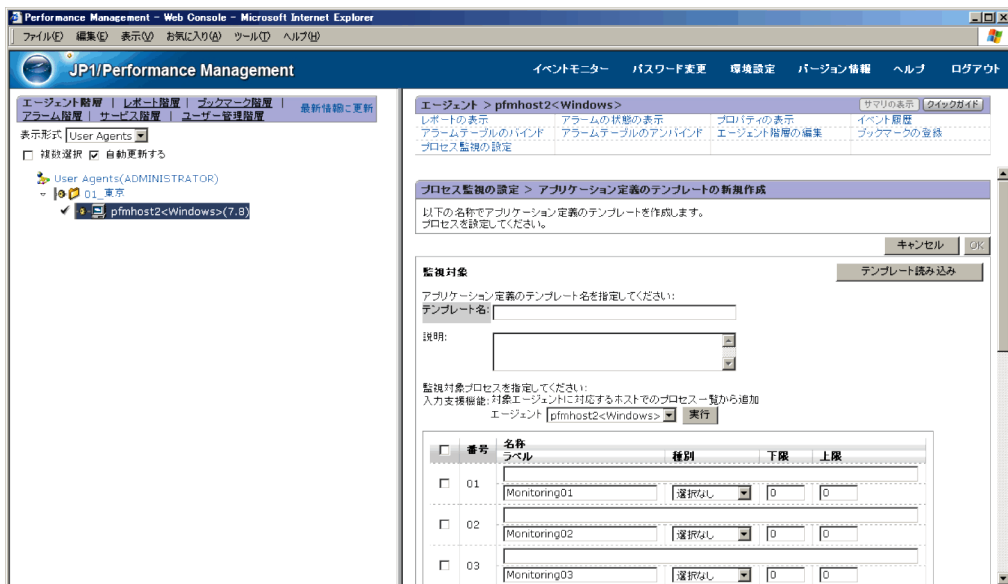 Performance Management - Web Console - Microsoft Internet Explorer
ファイル(F) 編集(E) 表示(V) お気に入り(A) ツール(T) ヘルプ(H)
JP1/Performance Management
イベントモニター パスワード変更 環境設定 バージョン情報 ヘルプ ログアウト
エージェント階層 | レポート階層 | ブックマーク階層 | アラーム階層 | サービス階層 | ユーザー管理階層
最新情報に更新
表示形式 User Agents
複数選択 自動更新する
User Agents(ADMINISTRATOR)
01_東京
pfmhost2<Windows>(7.8)
エージェント > pfmhost2<Windows>
サマリの表示 クイックガイド
レポートの表示 アラームの状態の表示 プロパティの表示 イベント履歴
アラームテーブルのバインド アラームテーブルのアンバインド エージェント階層の編集 ブックマークの登録
プロセス監視の設定
プロセス監視の設定 > アプリケーション定義のテンプレートの新規作成
以下の名称でアプリケーション定義のテンプレートを作成します。
プロセスを設定してください。
キャンセル OK
監視対象
テンプレート読み込み
アプリケーション定義のテンプレート名を指定してください:
テンプレート名:
説明:
監視対象プロセスを指定してください:
入力支援機能: 対象エージェントに対応するホストでのプロセス一覧から追加
エージェント pfmhost2<Windows> 実行
番号 名称
ラベル 種別 下限 上限
01
Monitoring01 選択なし 0 0
02
Monitoring02 選択なし 0 0
03
Monitoring03 選択なし 0 0